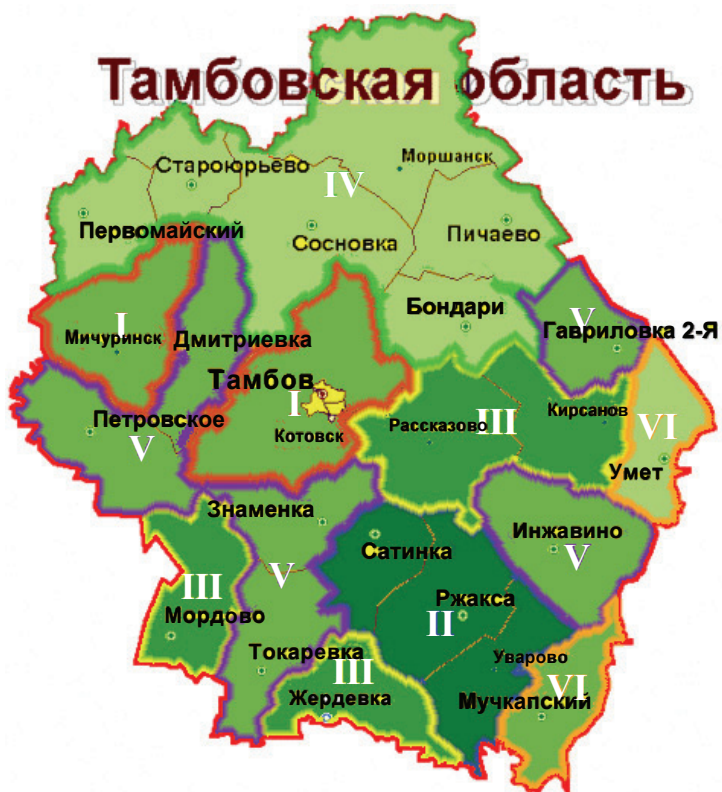 Тамбовская область
Староюрьево
Моршанск
IV
Первомайский
Сосновка
Пичаево
Бондари
V
Гавриловка 2-Я
I
Мичуринск
Дмитриевка
Тамбов
I
Котовск
Петровское
V
Рассказово
III
Кирсанов
VI
Умет
Знаменка
Сатинка
Инжавино
V
III
Мордово
V
Ржакса
II
Токаревка
III
Уварово
VI
Жердевка
Мучкапский